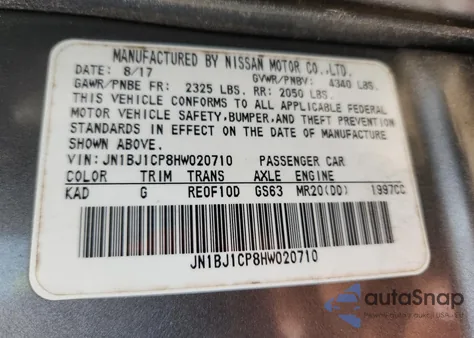 MANUFACTURED BY NISSAN MOTOR CO.,LTD.
DATE: 8/17 GVWR/PNBV: 4340 LBS.
GAWR/PNBE FR: 2325 LBS. RR: 2050 LBS.
THIS VEHICLE CONFORMS TO ALL APPLICABLE FEDERAL
MOTOR VEHICLE SAFETY,BUMPER,AND THEFT PREVENTION
STANDARDS IN EFFECT ON THE DATE OF MANUFACTURE
SHOWN ABOVE.
VIN: JN1BJ1CP8HW020710 PASSENGER CAR
COLOR TRIM TRANS AXLE ENGINE
KAD G RE0F10D GS63 MR20(DD) 1997CC
JN1BJ1CP8HW020710
autaSnap